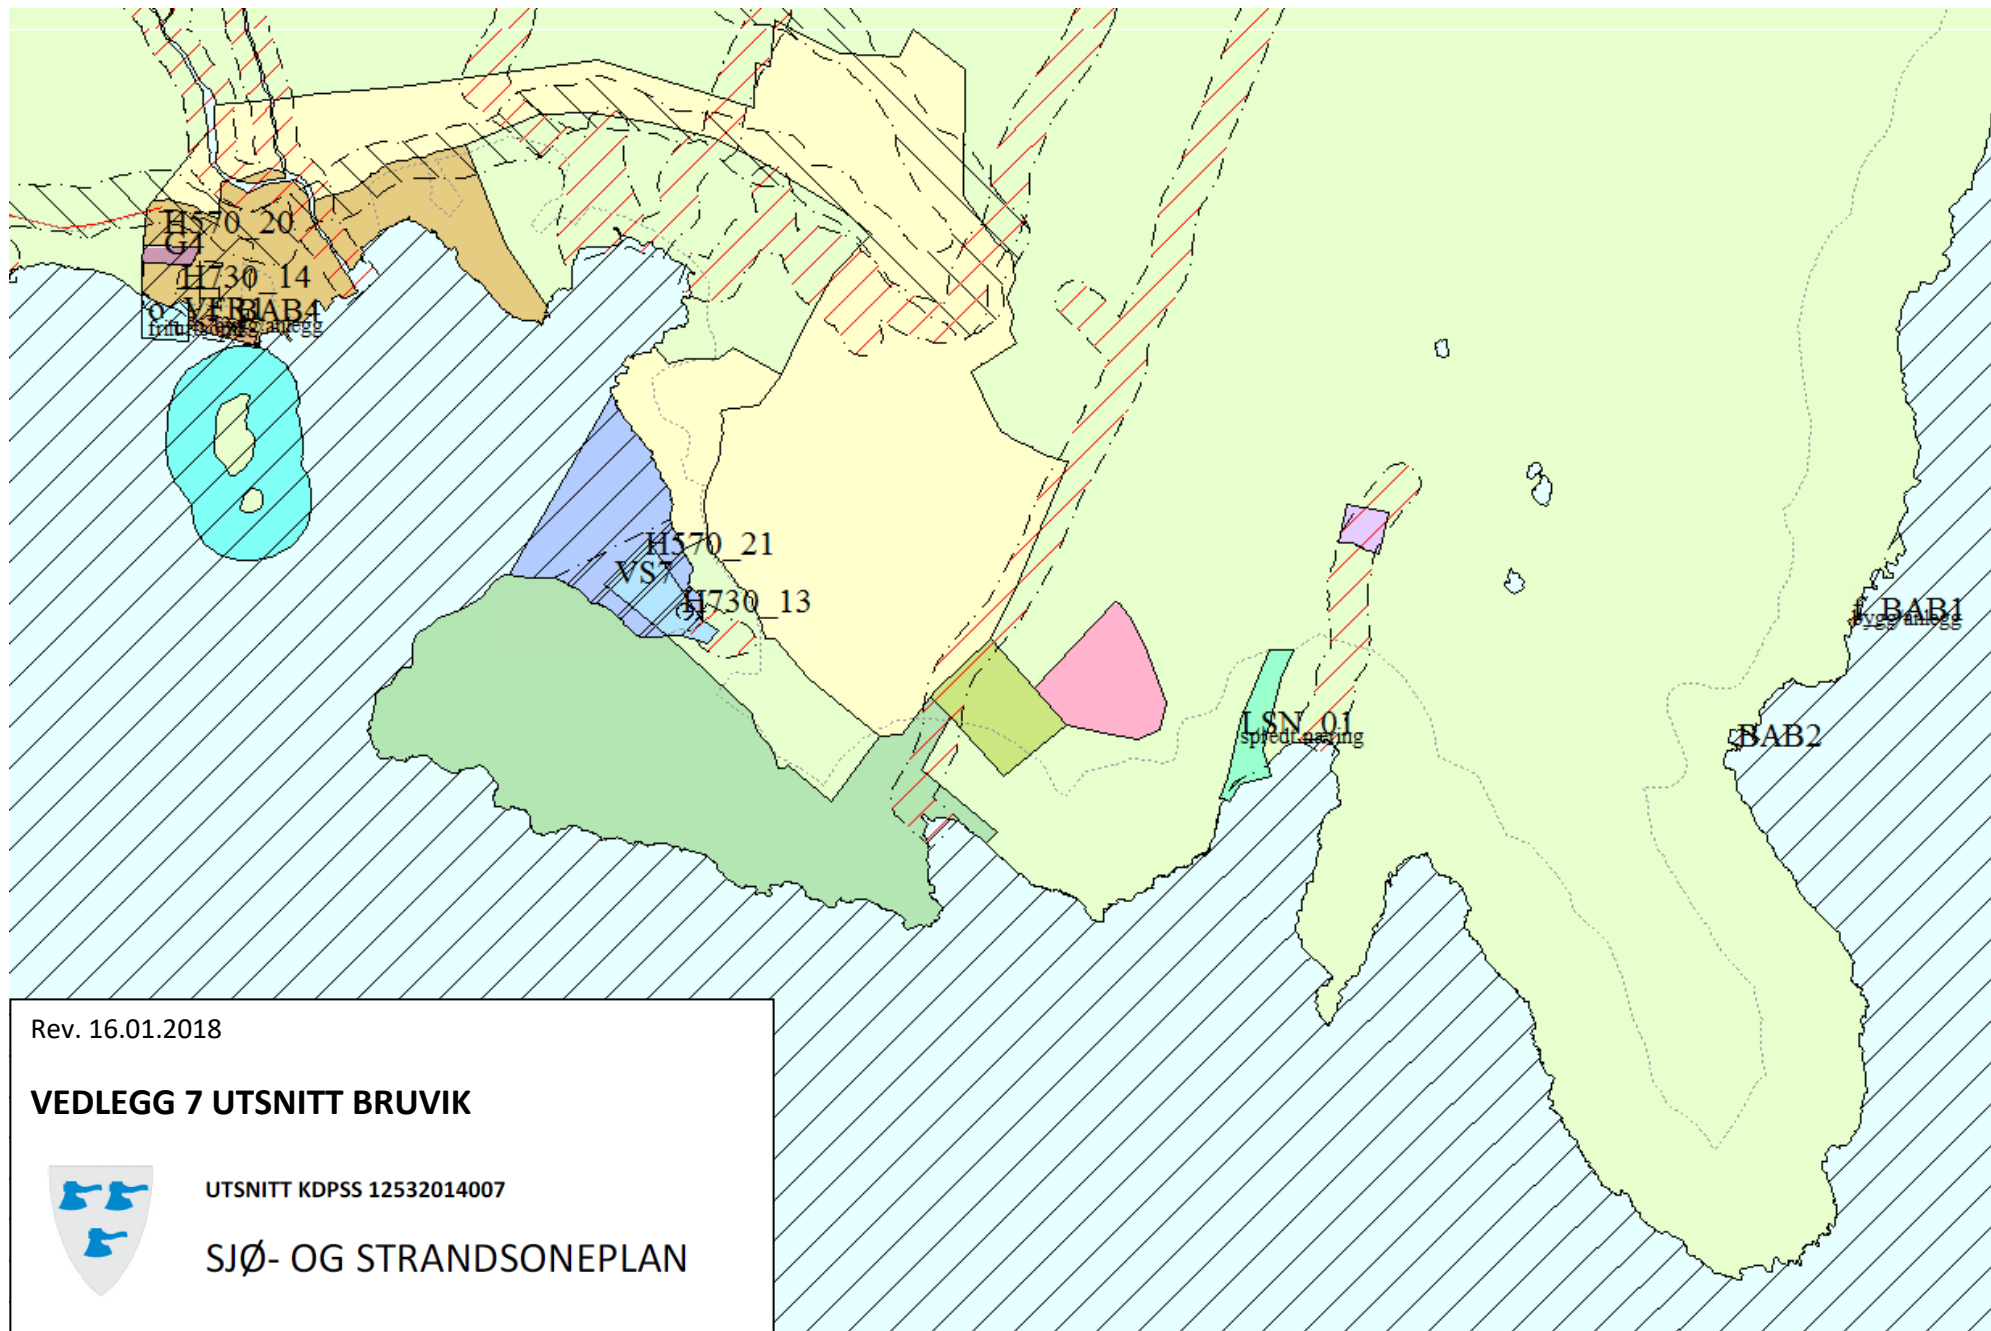 H570_20
G4
H730_14
BAB4
H570_21
VS7
H730_13
f_BAB1
bygg/anlegg
LSN_01
spredt næring
BAB2
Rev. 16.01.2018
VEDLEGG 7 UTSNITT BRUVIK
UTSNITT KDPSS 12532014007
SJØ- OG STRANDSONEPLAN